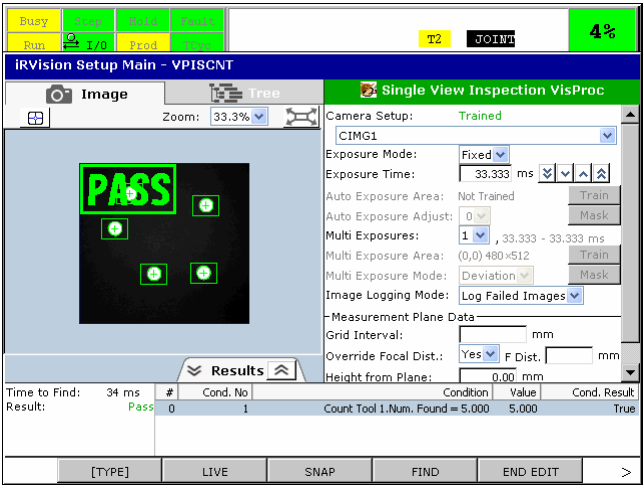 Busy Step Hold Fault
Run I/O Prod TCyc
T2 JOINT 4%
iRVision Setup Main - VPISCNT
Image Tree
Zoom: 33.3%
PASS
Results
Single View Inspection VisProc
Camera Setup: Trained
CIMG1
Exposure Mode: Fixed
Exposure Time: 33.333 ms
Auto Exposure Area: Not Trained Train
Auto Exposure Adjust: 0 Mask
Multi Exposures: 1 , 33.333 - 33.333 ms
Multi Exposure Area: (0,0) 480×512 Train
Multi Exposure Mode: Deviation Mask
Image Logging Mode: Log Failed Images
Measurement Plane Data
Grid Interval: mm
Override Focal Dist.: Yes F Dist. mm
Height from Plane: 0.00 mm
Time to Find: 34 ms
Result: Pass
# Cond. No Condition Value Cond. Result
0 1 Count Tool 1.Num. Found = 5.000 5.000 True
[TYPE] LIVE SNAP FIND END EDIT >